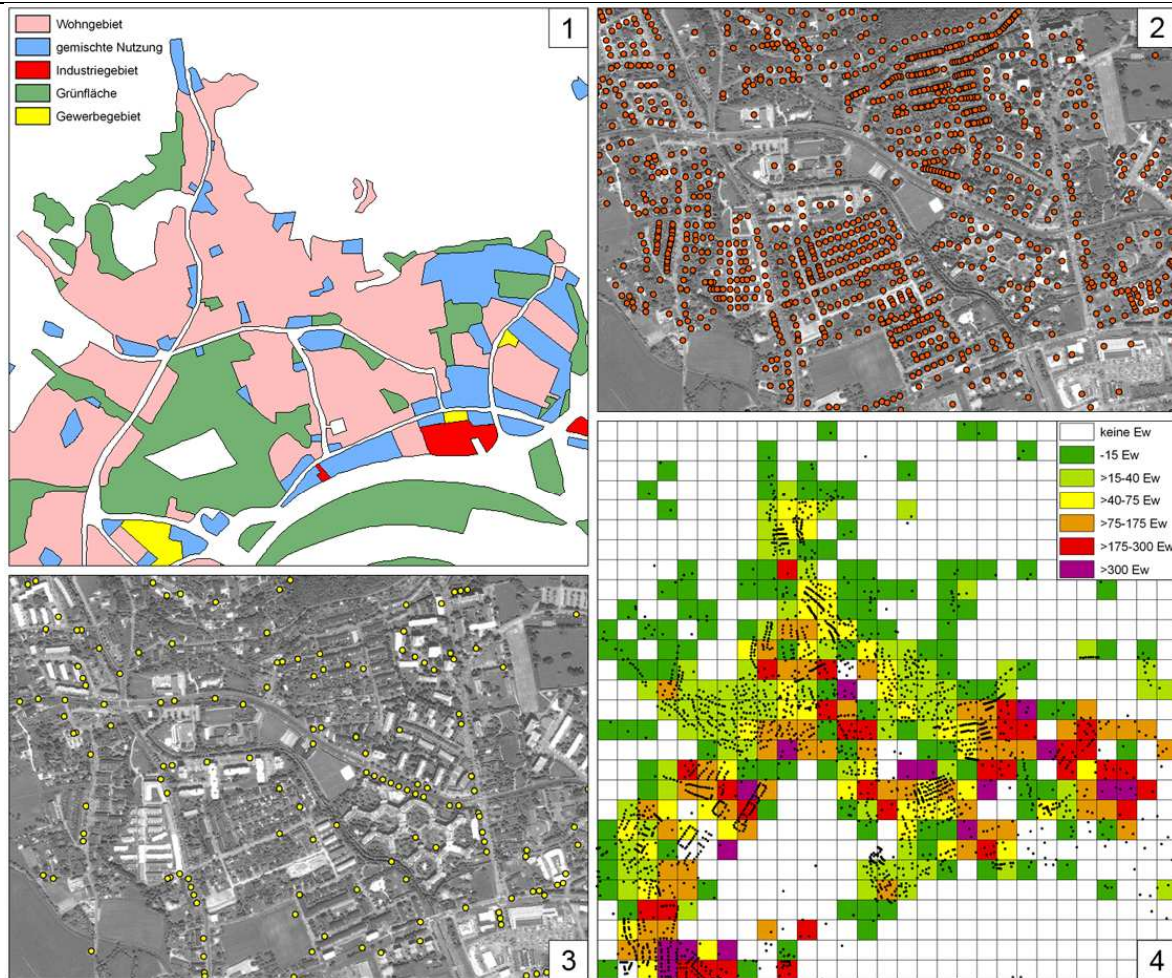 Wohngebiet
gemischte Nutzung
Industriegebiet
Grünfläche
Gewerbegebiet
1
2
3
keine Ew
-15 Ew
>15-40 Ew
>40-75 Ew
>75-175 Ew
>175-300 Ew
>300 Ew
4